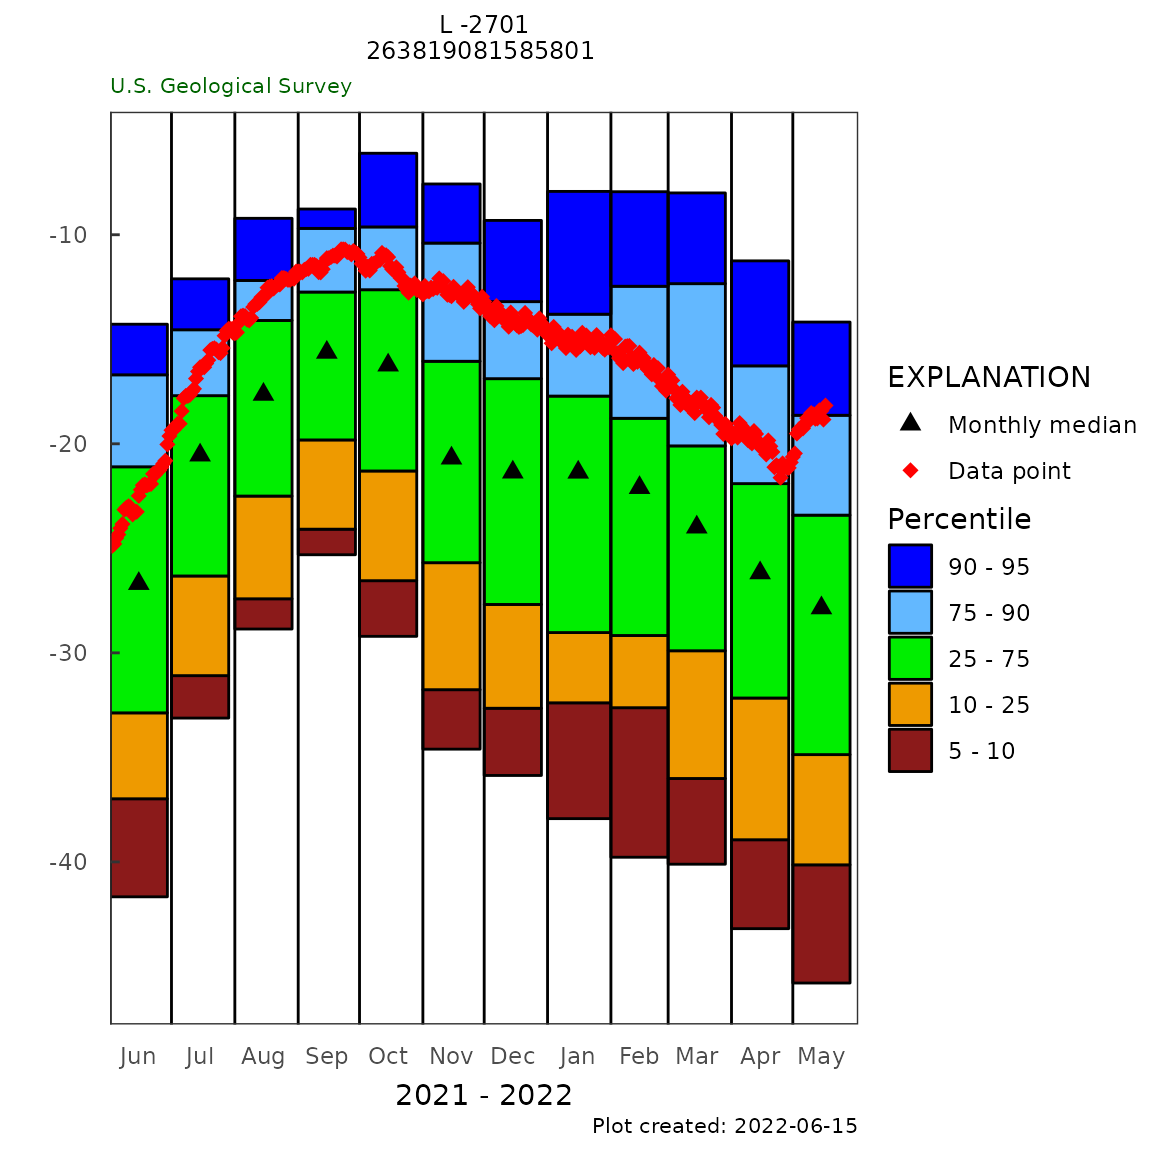 L -2701
263819081585801
U.S. Geological Survey
-10
-20
-30
-40
Jun Jul Aug Sep Oct Nov Dec Jan Feb Mar Apr May
2021 - 2022
Plot created: 2022-06-15
EXPLANATION
Monthly median
Data point
Percentile
90 - 95
75 - 90
25 - 75
10 - 25
5 - 10